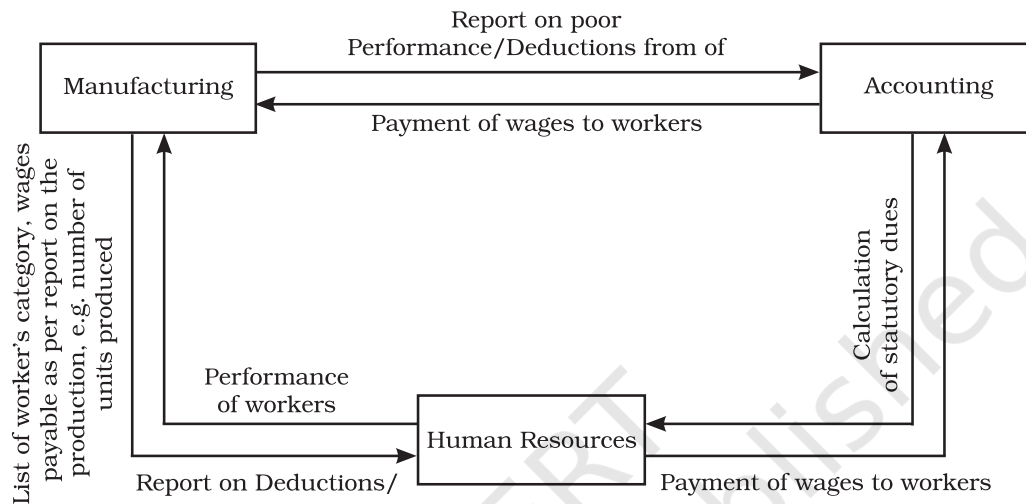 Report on poor
Performance/Deductions from of
Manufacturing
Accounting
Payment of wages to workers
List of worker's category, wages
payable as per report on the
production, e.g. number of
units produced
Calculation
of statutory dues
Performance
of workers
Human Resources
Report on Deductions/
Payment of wages to workers